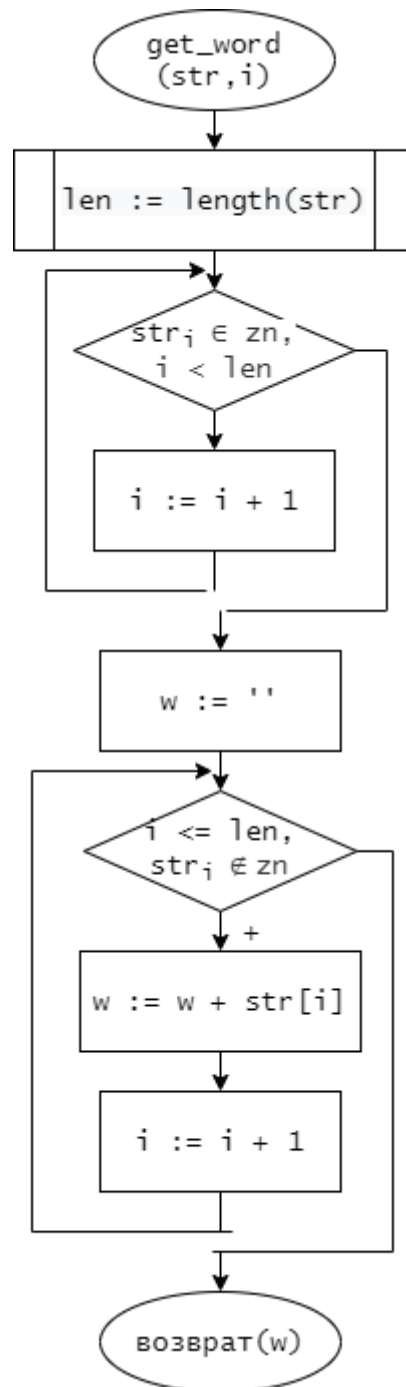 get_word
(str,i)
len := length(str)
strᵢ ∈ zn,
i < len
i := i + 1
w := ''
i <= len,
strᵢ ∉ zn
+
w := w + str[i]
i := i + 1
возврат(w)